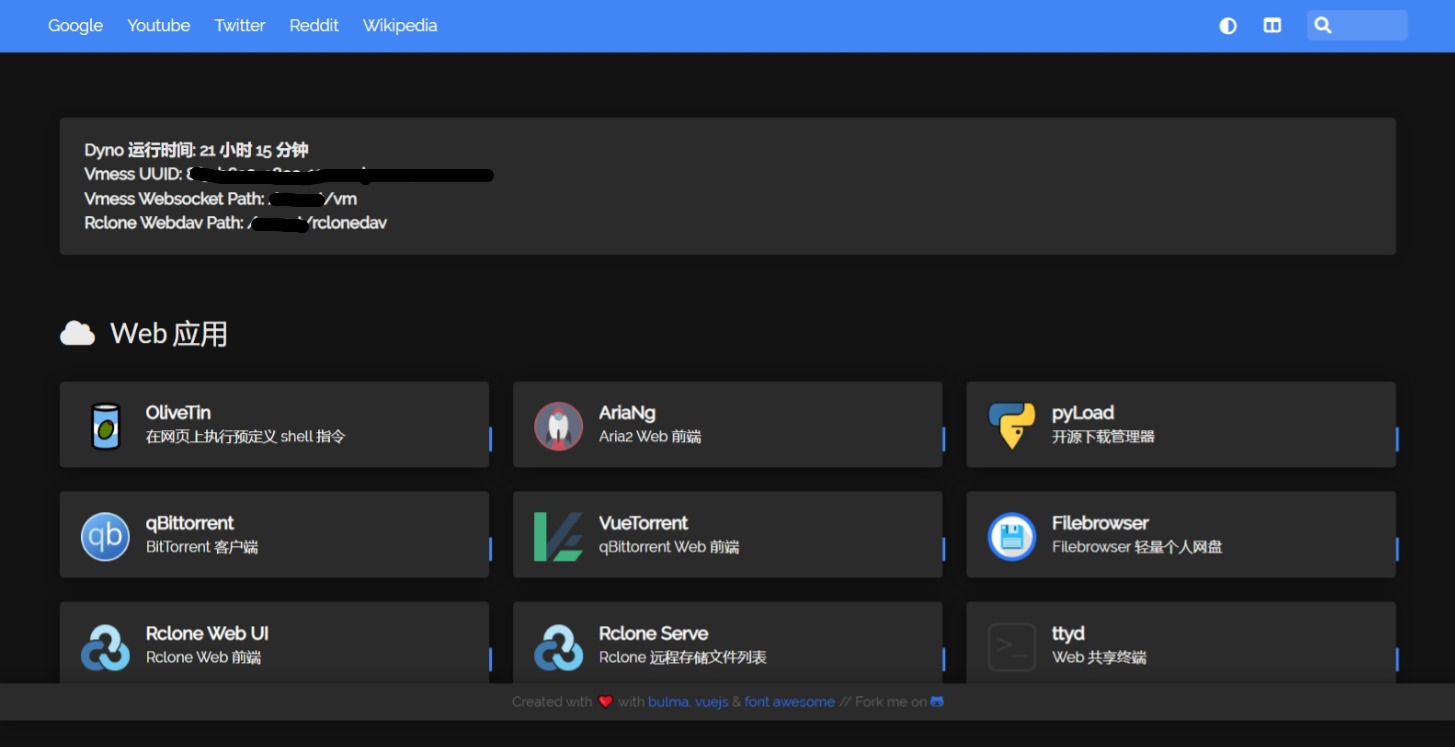 Google Youtube Twitter Reddit Wikipedia
Dyno 运行时间: 21 小时 15 分钟
Vmess UUID:
Vmess Websocket Path: /vm
Rclone Webdav Path: /rclonedav
Web 应用
OliveTin
在网页上执行预定义 shell 指令
AriaNg
Aria2 Web 前端
pyLoad
开源下载管理器
qb
qBittorrent
BitTorrent 客户端
VueTorrent
qBittorrent Web 前端
Filebrowser
Filebrowser 轻量个人网盘
Rclone Web UI
Rclone Web 前端
Rclone Serve
Rclone 远程存储文件列表
>_
ttyd
Web 共享终端
Created with ❤️ with bulma, vuejs & font awesome // Fork me on